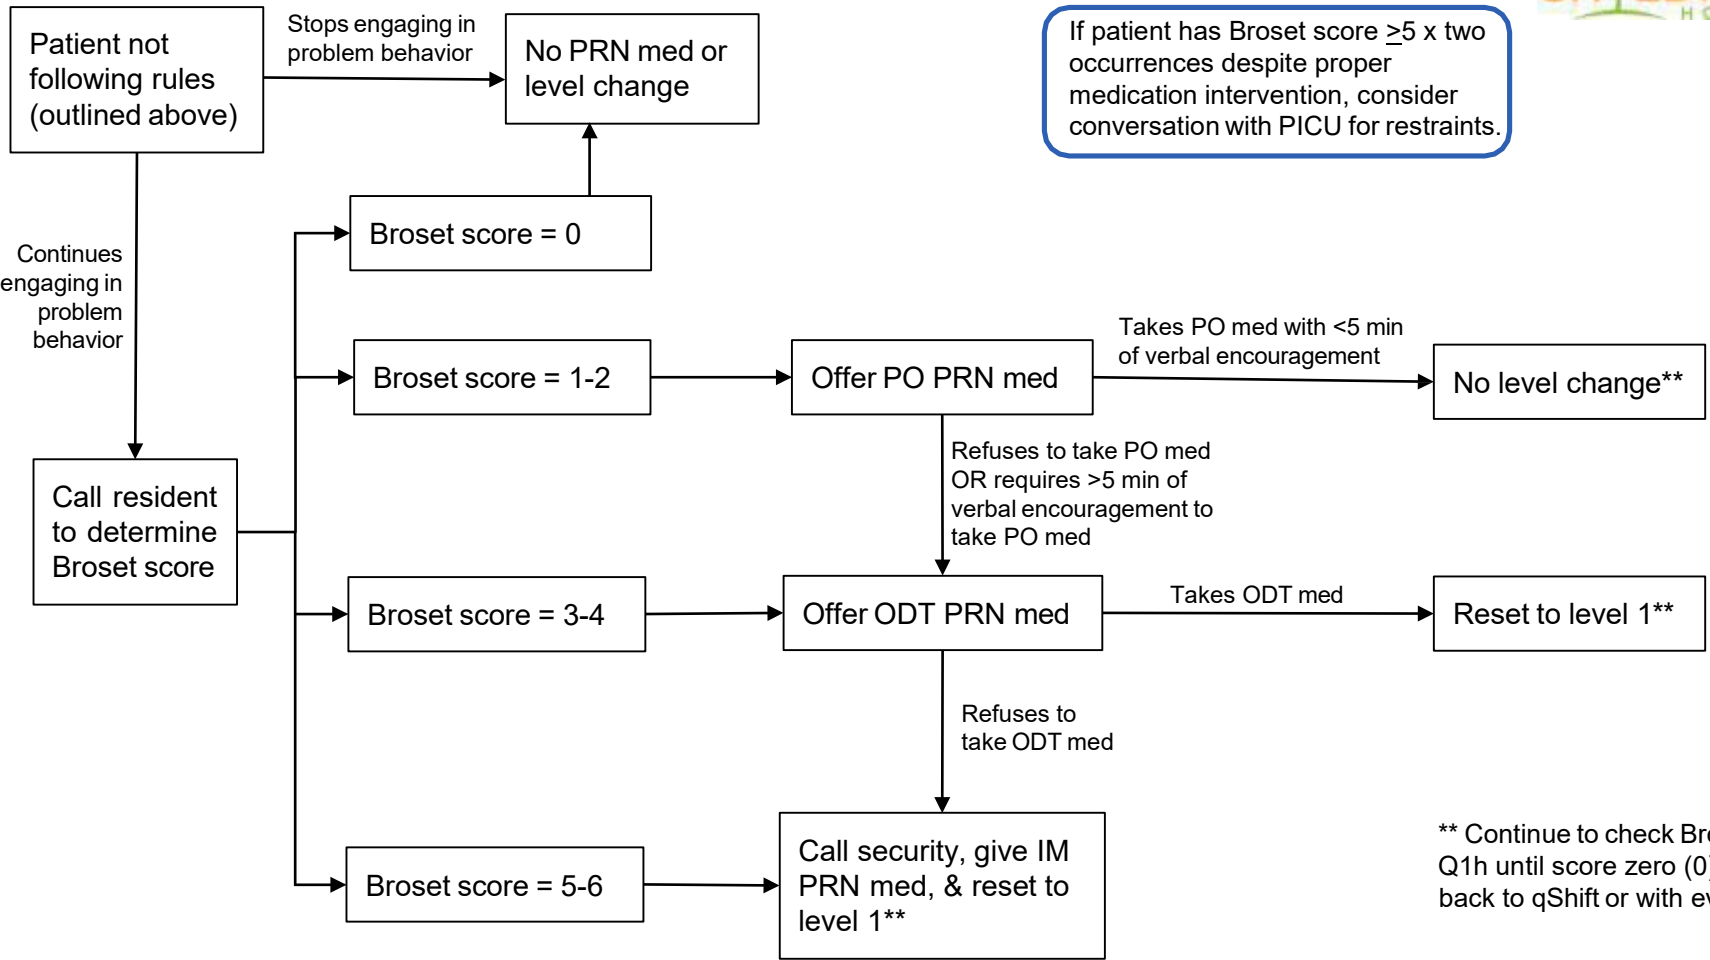 Patient not
following rules
(outlined above)
Stops engaging in
problem behavior
No PRN med or
level change
If patient has Broset score >5 x two
occurrences despite proper
medication intervention, consider
conversation with PICU for restraints.
Continues
engaging in
problem
behavior
Broset score = 0
Broset score = 1-2
Offer PO PRN med
Takes PO med with <5 min
of verbal encouragement
No level change**
Refuses to take PO med
OR requires >5 min of
verbal encouragement to
take PO med
Call resident
to determine
Broset score
Broset score = 3-4
Offer ODT PRN med
Takes ODT med
Reset to level 1**
Refuses to
take ODT med
Broset score = 5-6
Call security, give IM
PRN med, & reset to
level 1**
** Continue to check
Q1h until score zero (0)
back to qShift or with